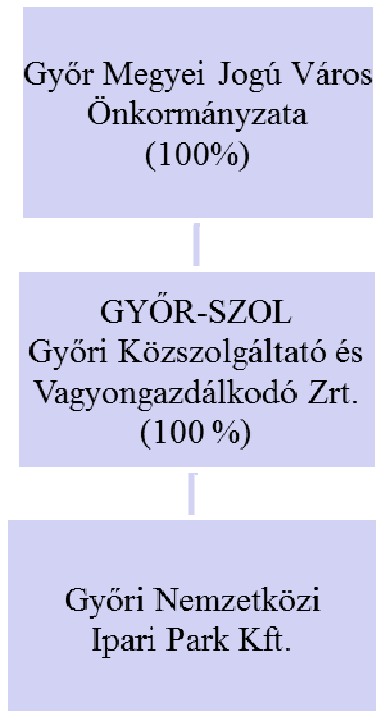 Győr Megyei Jogú Város
Önkormányzata
(100%)
GYŐR-SZOL
Győri Közszolgáltató és
Vagyongazdálkodó Zrt.
(100 %)
Győri Nemzetközi
Ipari Park Kft.